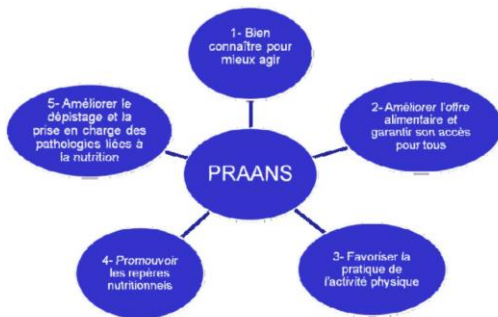 1- Bien
connaître pour
mieux agir
2- Améliorer l'offre
alimentaire et
garantir son accès
pour tous
3- Favoriser la
pratique de
l'activité physique
4- Promouvoir
les repères
nutritionnels
5- Améliorer le
dépistage et la
prise en charge des
pathologies liées à
la nutrition
PRAANS